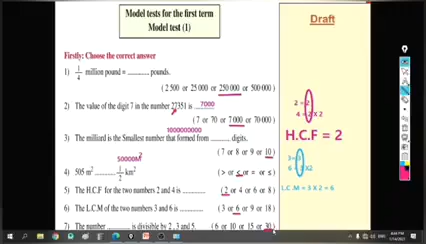 Model tests for the first term
Model test (1)
Draft
Firstly: Choose the correct answer
1) 1/4 million pound = ............ pounds.
(2 500 or 25 000 or 250 000 or 500 000)
2) The value of the digit 7 in the number 27351 is 7000
(7 or 70 or 7 000 or 70 000)
1000000000
3) The milliard is the Smallest number that formed from .......... digits.
(7 or 8 or 9 or 10)
50000M²
4) 505 m² ............ 1/2 km²
(> or < or = or ≤)
5) The H.C.F for the two numbers 2 and 4 is ..........
(2 or 4 or 6 or 8)
6) The L.C.M of the two numbers 3 and 6 is ..........
(3 or 6 or 9 or 18)
7) The number ............ is divisible by 2, 3 and 5.
(6 or 10 or 15 or 30)
2 = 2
4 = 2 X 2
H.C.F = 2
3 = 3
6 = 3 X 2
L.C.M = 3 X 2 = 6